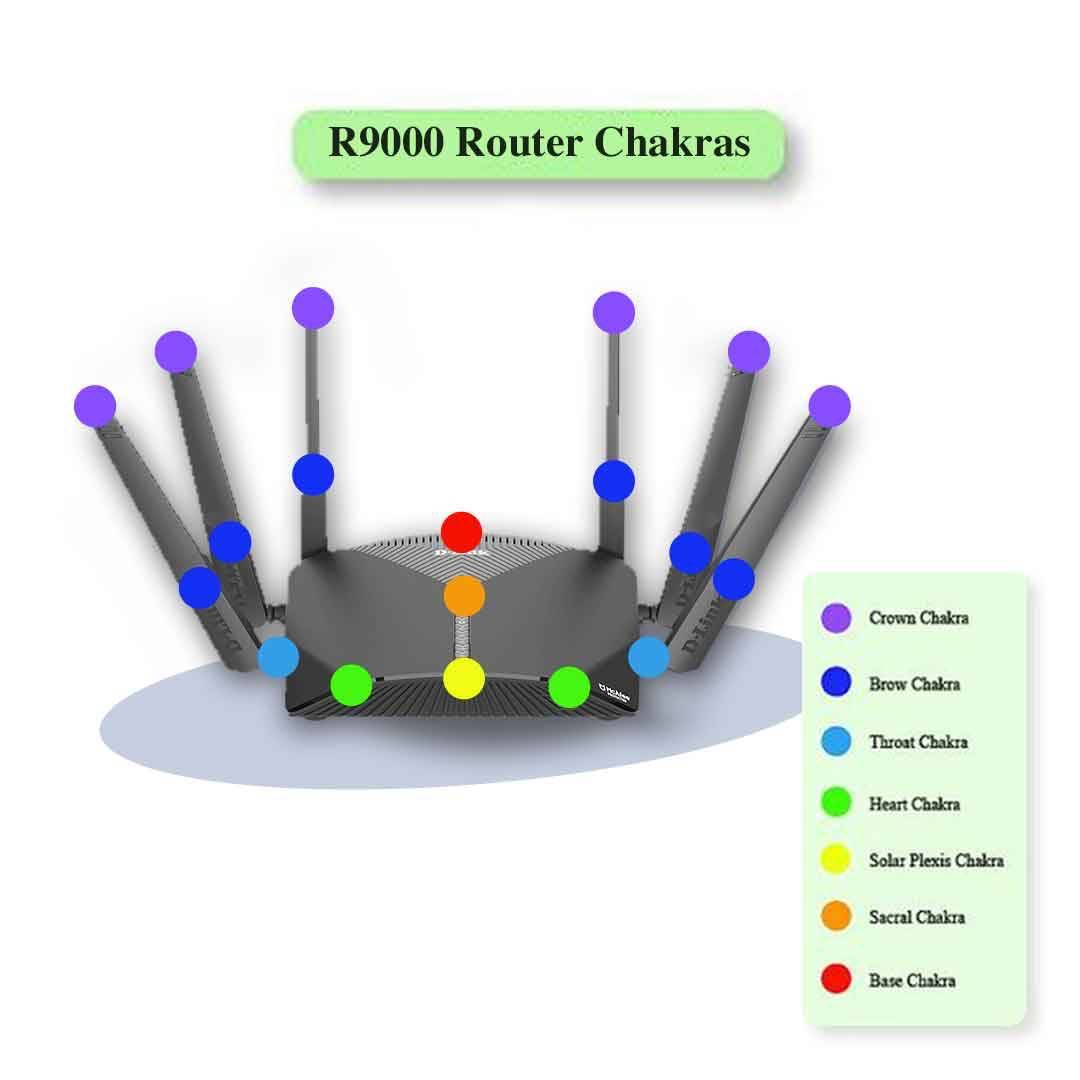 R9000 Router Chakras
D-Link
D-Link
McAfee
Crown Chakra
Brow Chakra
Throat Chakra
Heart Chakra
Solar Plexis Chakra
Sacral Chakra
Base Chakra